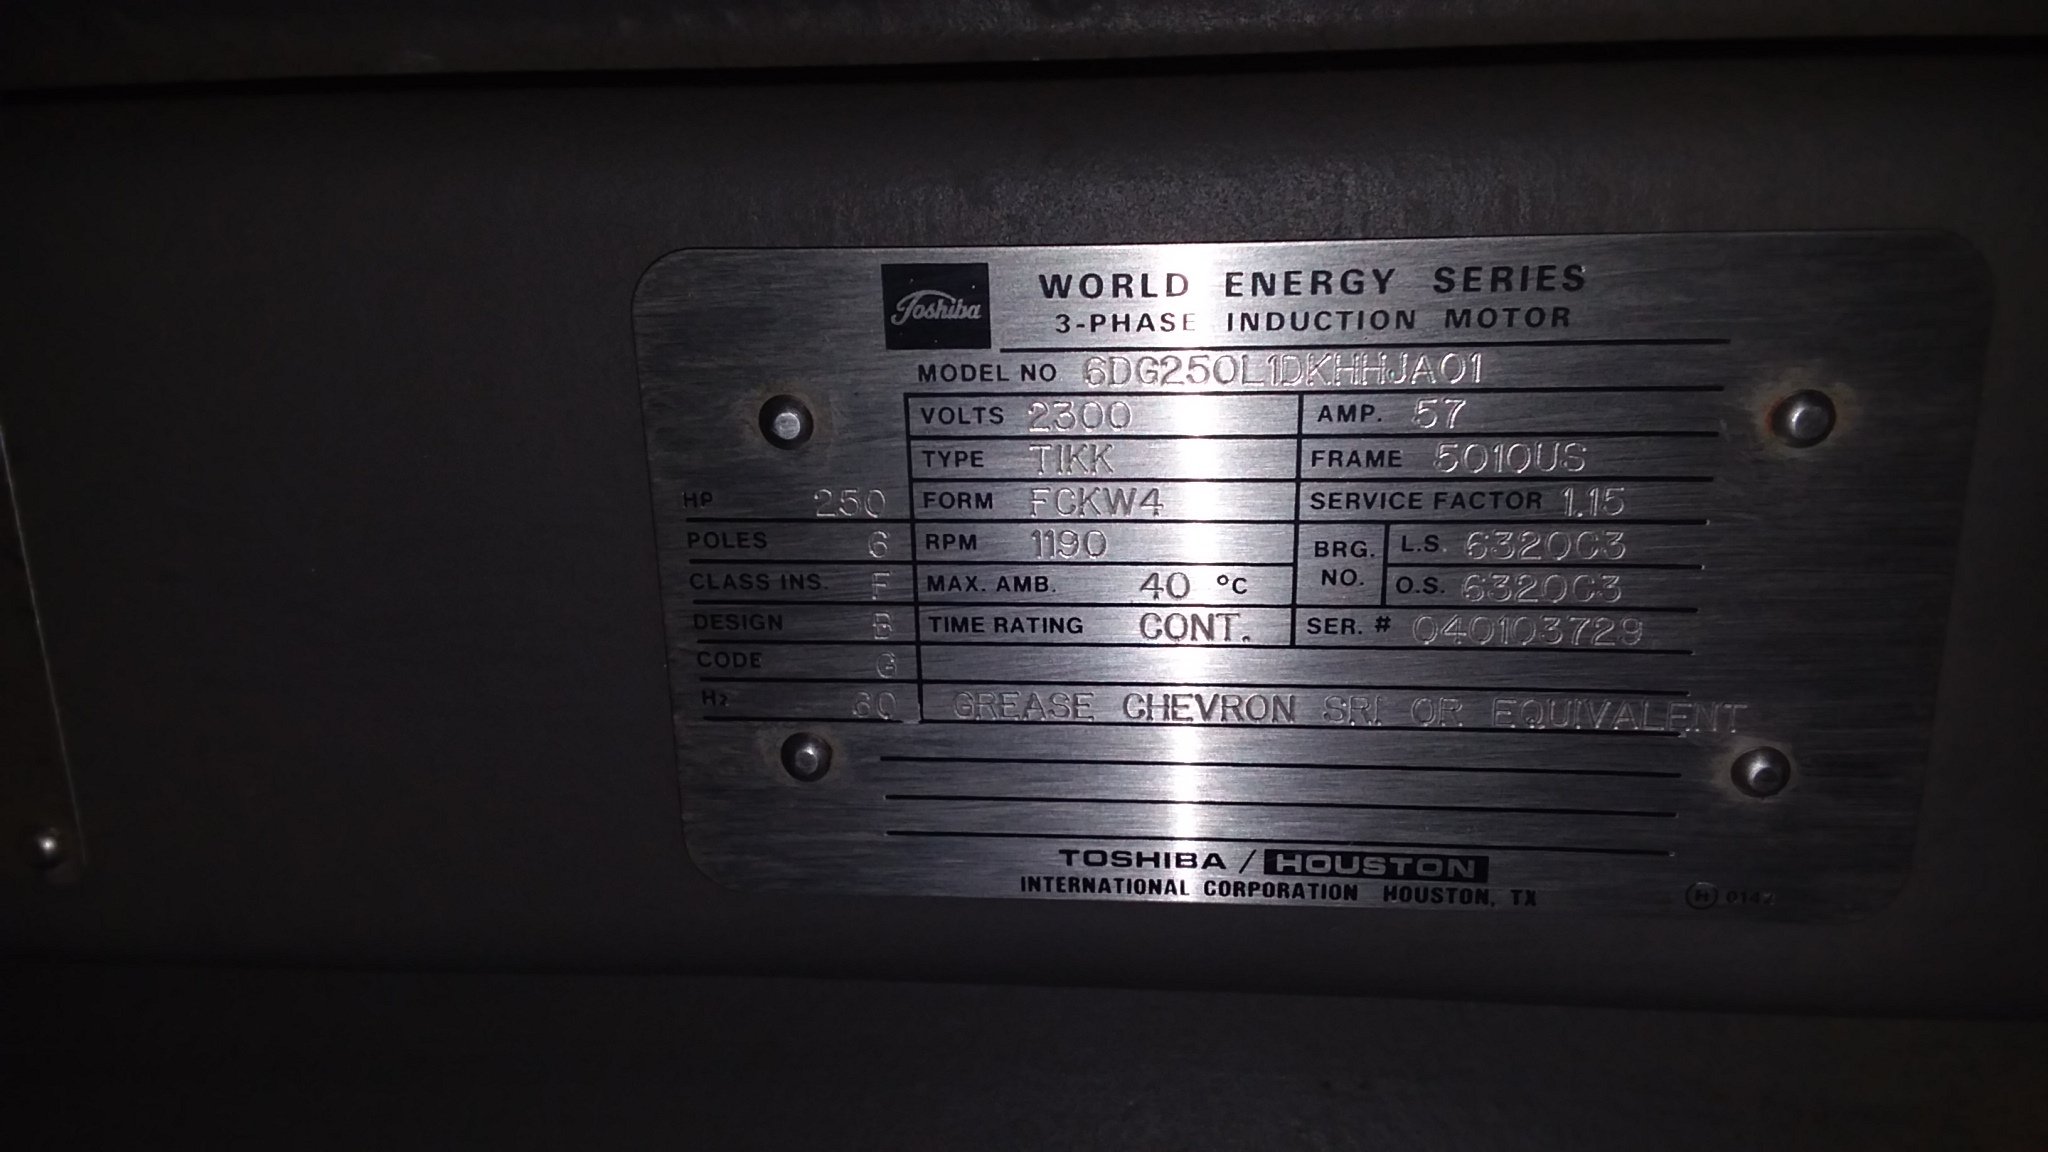 Toshiba
WORLD ENERGY SERIES
3-PHASE INDUCTION MOTOR
MODEL NO 6DG250L1DKHHJA01
VOLTS 2300 AMP. 57
TYPE TIKK FRAME 5010US
HP 250 FORM FCKW4 SERVICE FACTOR 1.15
POLES 6 RPM 1190 BRG. NO. L.S. 6320C3
CLASS INS. F MAX. AMB. 40 °C O.S. 6320C3
DESIGN B TIME RATING CONT. SER. # 040103729
CODE G
Hz 60 GREASE CHEVRON SRI OR EQUIVALENT
TOSHIBA / HOUSTON
INTERNATIONAL CORPORATION HOUSTON, TX
H